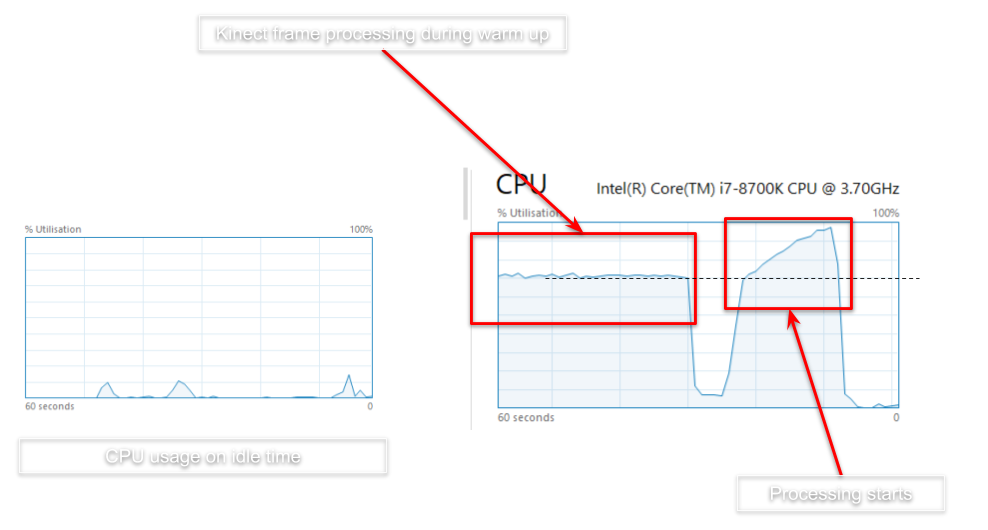 Kinect frame processing during warm up
CPU
Intel(R) Core(TM) i7-8700K CPU @ 3.70GHz
% Utilisation
100%
% Utilisation
100%
60 seconds
0
60 seconds
0
CPU usage on idle time
Processing starts